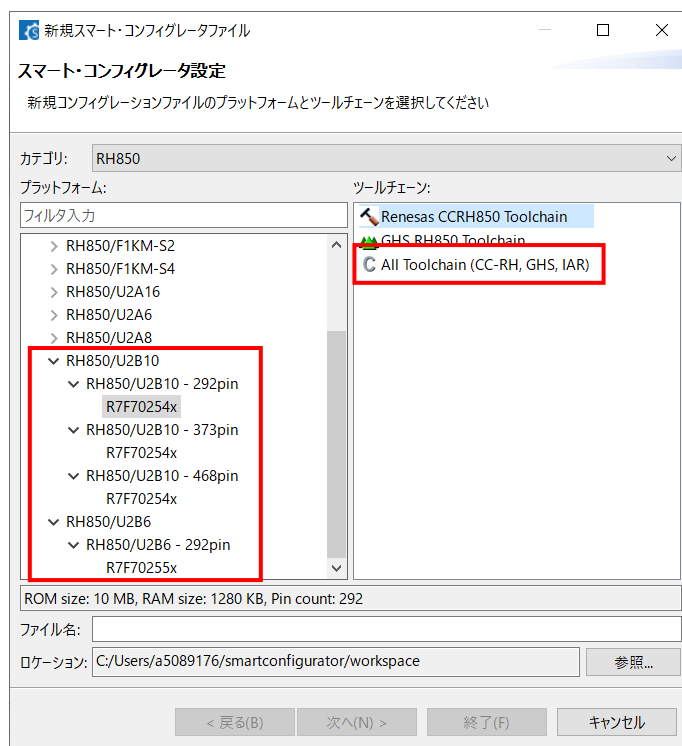 新規スマート・コンフィグレータファイル
スマート・コンフィグレータ設定
新規コンフィグレーションファイルのプラットフォームとツールチェーンを選択してください
カテゴリ: RH850
プラットフォーム:
フィルタ入力
RH850/F1KM-S2
RH850/F1KM-S4
RH850/U2A16
RH850/U2A6
RH850/U2A8
RH850/U2B10
RH850/U2B10 - 292pin
R7F70254x
RH850/U2B10 - 373pin
R7F70254x
RH850/U2B10 - 468pin
R7F70254x
RH850/U2B6
RH850/U2B6 - 292pin
R7F70255x
ツールチェーン:
Renesas CCRH850 Toolchain
GHS RH850 Toolchain
All Toolchain (CC-RH, GHS, IAR)
ROM size: 10 MB, RAM size: 1280 KB, Pin count: 292
ファイル名:
ロケーション: C:/Users/a5089176/smartconfigurator/workspace 参照...
< 戻る(B) 次へ(N) > 終了(F) キャンセル